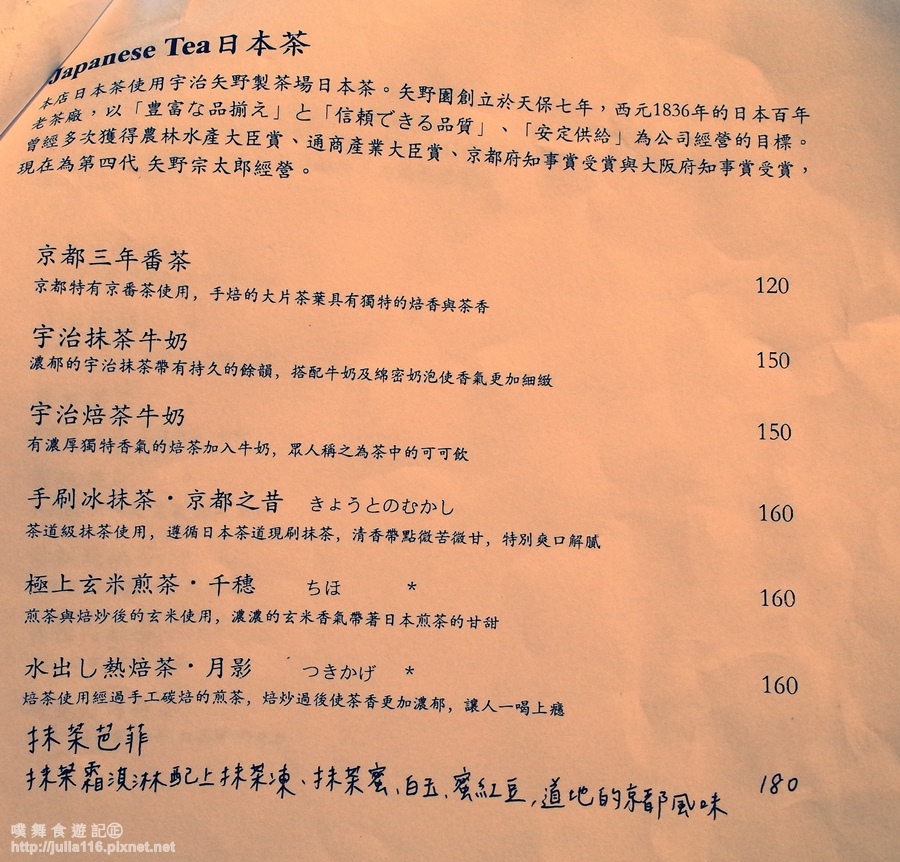 Japanese Tea日本茶
本店日本茶使用宇治矢野製茶場日本茶。矢野園創立於天保七年，西元1836年的日本百年
老茶廠，以「豊富な品揃え」と「信頼できる品質」、「安定供給」為公司經營的目標。
曾經多次獲得農林水產大臣賞、通商產業大臣賞、京都府知事賞受賞與大阪府知事賞受賞，
現在為第四代 矢野宗太郎經營。
京都三年番茶
京都特有京番茶使用，手焙的大片茶葉具有獨特的焙香與茶香 120
宇治抹茶牛奶
濃郁的宇治抹茶帶有持久的餘韻，搭配牛奶及綿密奶泡使香氣更加細緻 150
宇治焙茶牛奶
有濃厚獨特香氣的焙茶加入牛奶，眾人稱之為茶中的可可飲 150
手刷冰抹茶・京都之昔 きょうとのむかし 160
茶道級抹茶使用，遵循日本茶道現刷抹茶，清香帶點微苦微甘，特別爽口解膩
極上玄米煎茶・千穗 ちほ * 160
煎茶與焙炒後的玄米使用，濃濃的玄米香氣帶著日本煎茶的甘甜
水出し熱焙茶・月影 つきかげ * 160
焙茶使用經過手工碳焙的煎茶，焙炒過後使茶香更加濃郁，讓人一喝上癮
抹茶芭菲
抹茶霜淇淋配上抹茶凍、抹茶蜜、白玉、蜜紅豆，道地的京都風味 180
噗舞食遊記㊣
http://julla116.pixnet.net